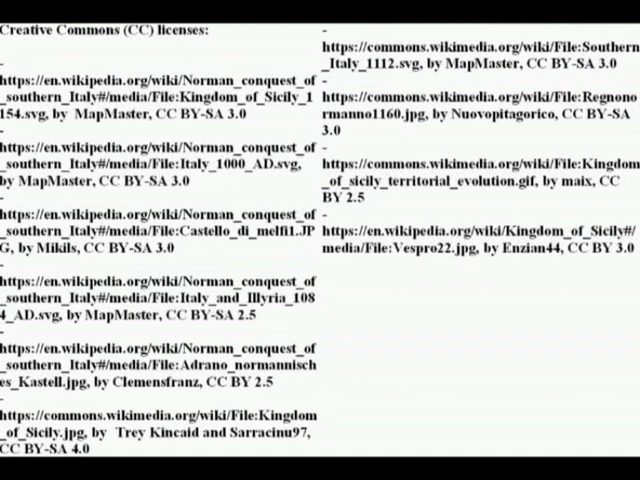 Creative Commons (CC) licenses:
-
https://en.wikipedia.org/wiki/Norman_conquest_of
_southern_Italy#/media/File:Kingdom_of_Sicily_1
154.svg, by  MapMaster, CC BY-SA 3.0
-
https://en.wikipedia.org/wiki/Norman_conquest_of
_southern_Italy#/media/File:Italy_1000_AD.svg,
by MapMaster, CC BY-SA 3.0
-
https://en.wikipedia.org/wiki/Norman_conquest_of
_southern_Italy#/media/File:Castello_di_melfi1.JP
G, by Mikils, CC BY-SA 3.0
-
https://en.wikipedia.org/wiki/Norman_conquest_of
_southern_Italy#/media/File:Italy_and_Illyria_108
4_AD.svg, by MapMaster, CC BY-SA 2.5
-
https://en.wikipedia.org/wiki/Norman_conquest_of
_southern_Italy#/media/File:Adrano_normannisch
es_Kastell.jpg, by Clemensfranz, CC BY 2.5
-
https://commons.wikimedia.org/wiki/File:Kingdom
_of_Sicily.jpg, by  Trey Kincaid and Sarracinu97,
CC BY-SA 4.0
-
https://commons.wikimedia.org/wiki/File:Southern
_Italy_1112.svg, by MapMaster, CC BY-SA 3.0
-
https://commons.wikimedia.org/wiki/File:Regnono
rmanno1160.jpg, by Nuovopitagorico, CC BY-SA
3.0
-
https://commons.wikimedia.org/wiki/File:Kingdom
_of_sicily_territorial_evolution.gif, by maix, CC
BY 2.5
-
https://en.wikipedia.org/wiki/Kingdom_of_Sicily#/
media/File:Vespro22.jpg, by Enzian44, CC BY 3.0